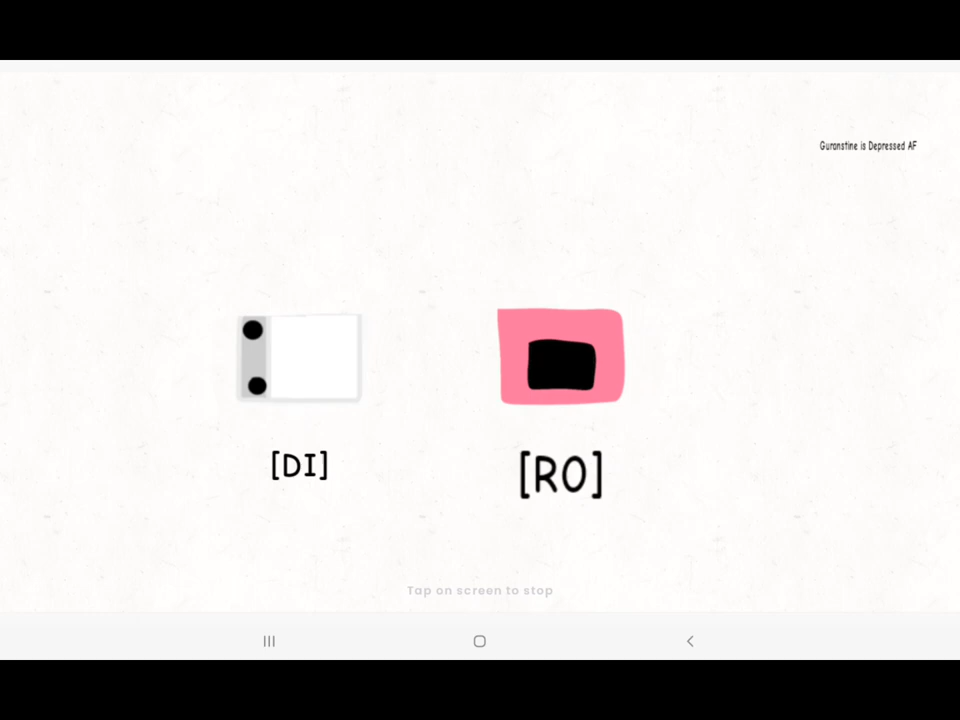 Guranstine is Depressed AF
[DI]
[RO]
Tap on screen to stop